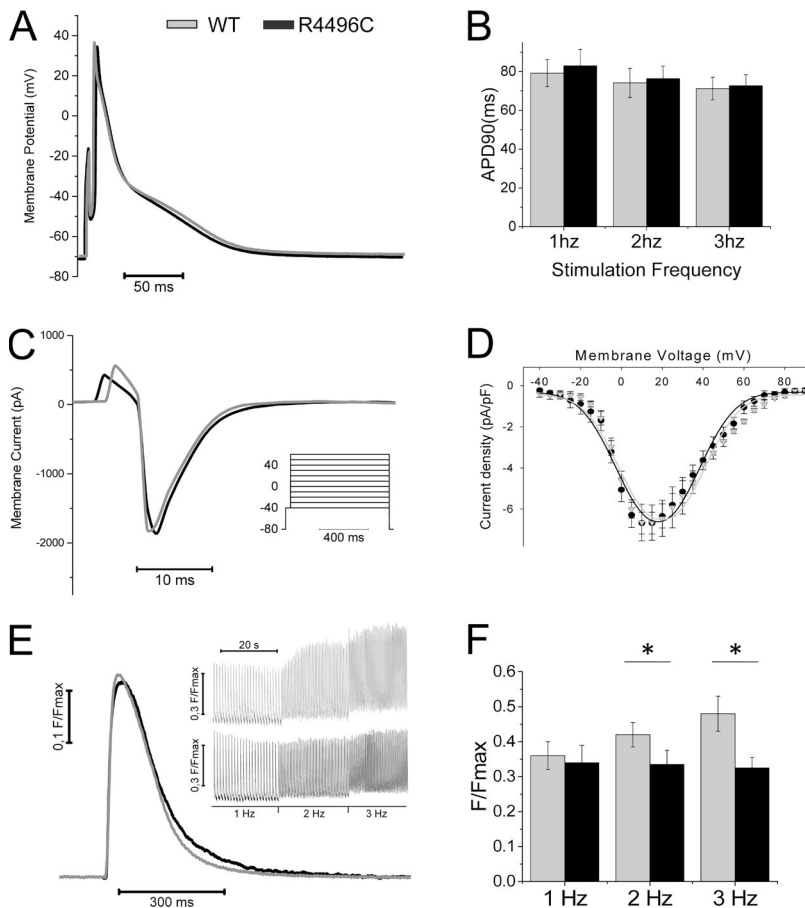 A
WT
R4496C
Membrane Potential (mV)
40
20
0
-20
-40
-60
-80
50 ms
B
APD90(ms)
80
60
40
20
0
1hz
2hz
3hz
Stimulation Frequency
C
Membrane Current (pA)
1000
0
-1000
-2000
10 ms
40
20
0
-20
-40
-80
400 ms
D
Membrane Voltage (mV)
-40
-20
0
20
40
60
80
Current density (pA/pF)
0
-2
-4
-6
E
0,1 F/Fmax
300 ms
20 s
0,3 F/Fmax
0,3 F/Fmax
1 Hz
2 Hz
3 Hz
F
F/Fmax
0.6
0.5
0.4
0.3
0.2
0.1
0.0
*
*
1 Hz
2 Hz
3 Hz